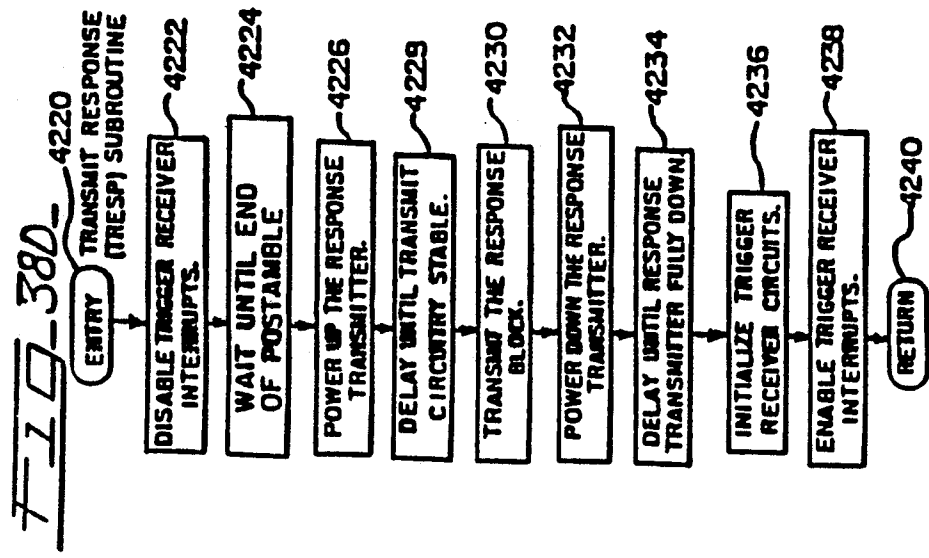 FIG_38D_
4220
ENTRY
TRANSMIT RESPONSE
(TRESP) SUBROUTINE
DISABLE TRIGGER RECEIVER
INTERRUPTS.
4222
WAIT UNTIL END
OF POSTAMBLE
4224
POWER UP THE RESPONSE
TRANSMITTER.
4226
DELAY UNTIL TRANSMIT
CIRCUITRY STABLE.
4229
TRANSMIT THE RESPONSE
BLOCK.
4230
POWER DOWN THE RESPONSE
TRANSMITTER.
4232
DELAY UNTIL RESPONSE
TRANSMITTER FULLY DOWN.
4234
INITIALIZE TRIGGER
RECEIVER CIRCUITS.
4236
ENABLE TRIGGER RECEIVER
INTERRUPTS.
4238
RETURN
4240